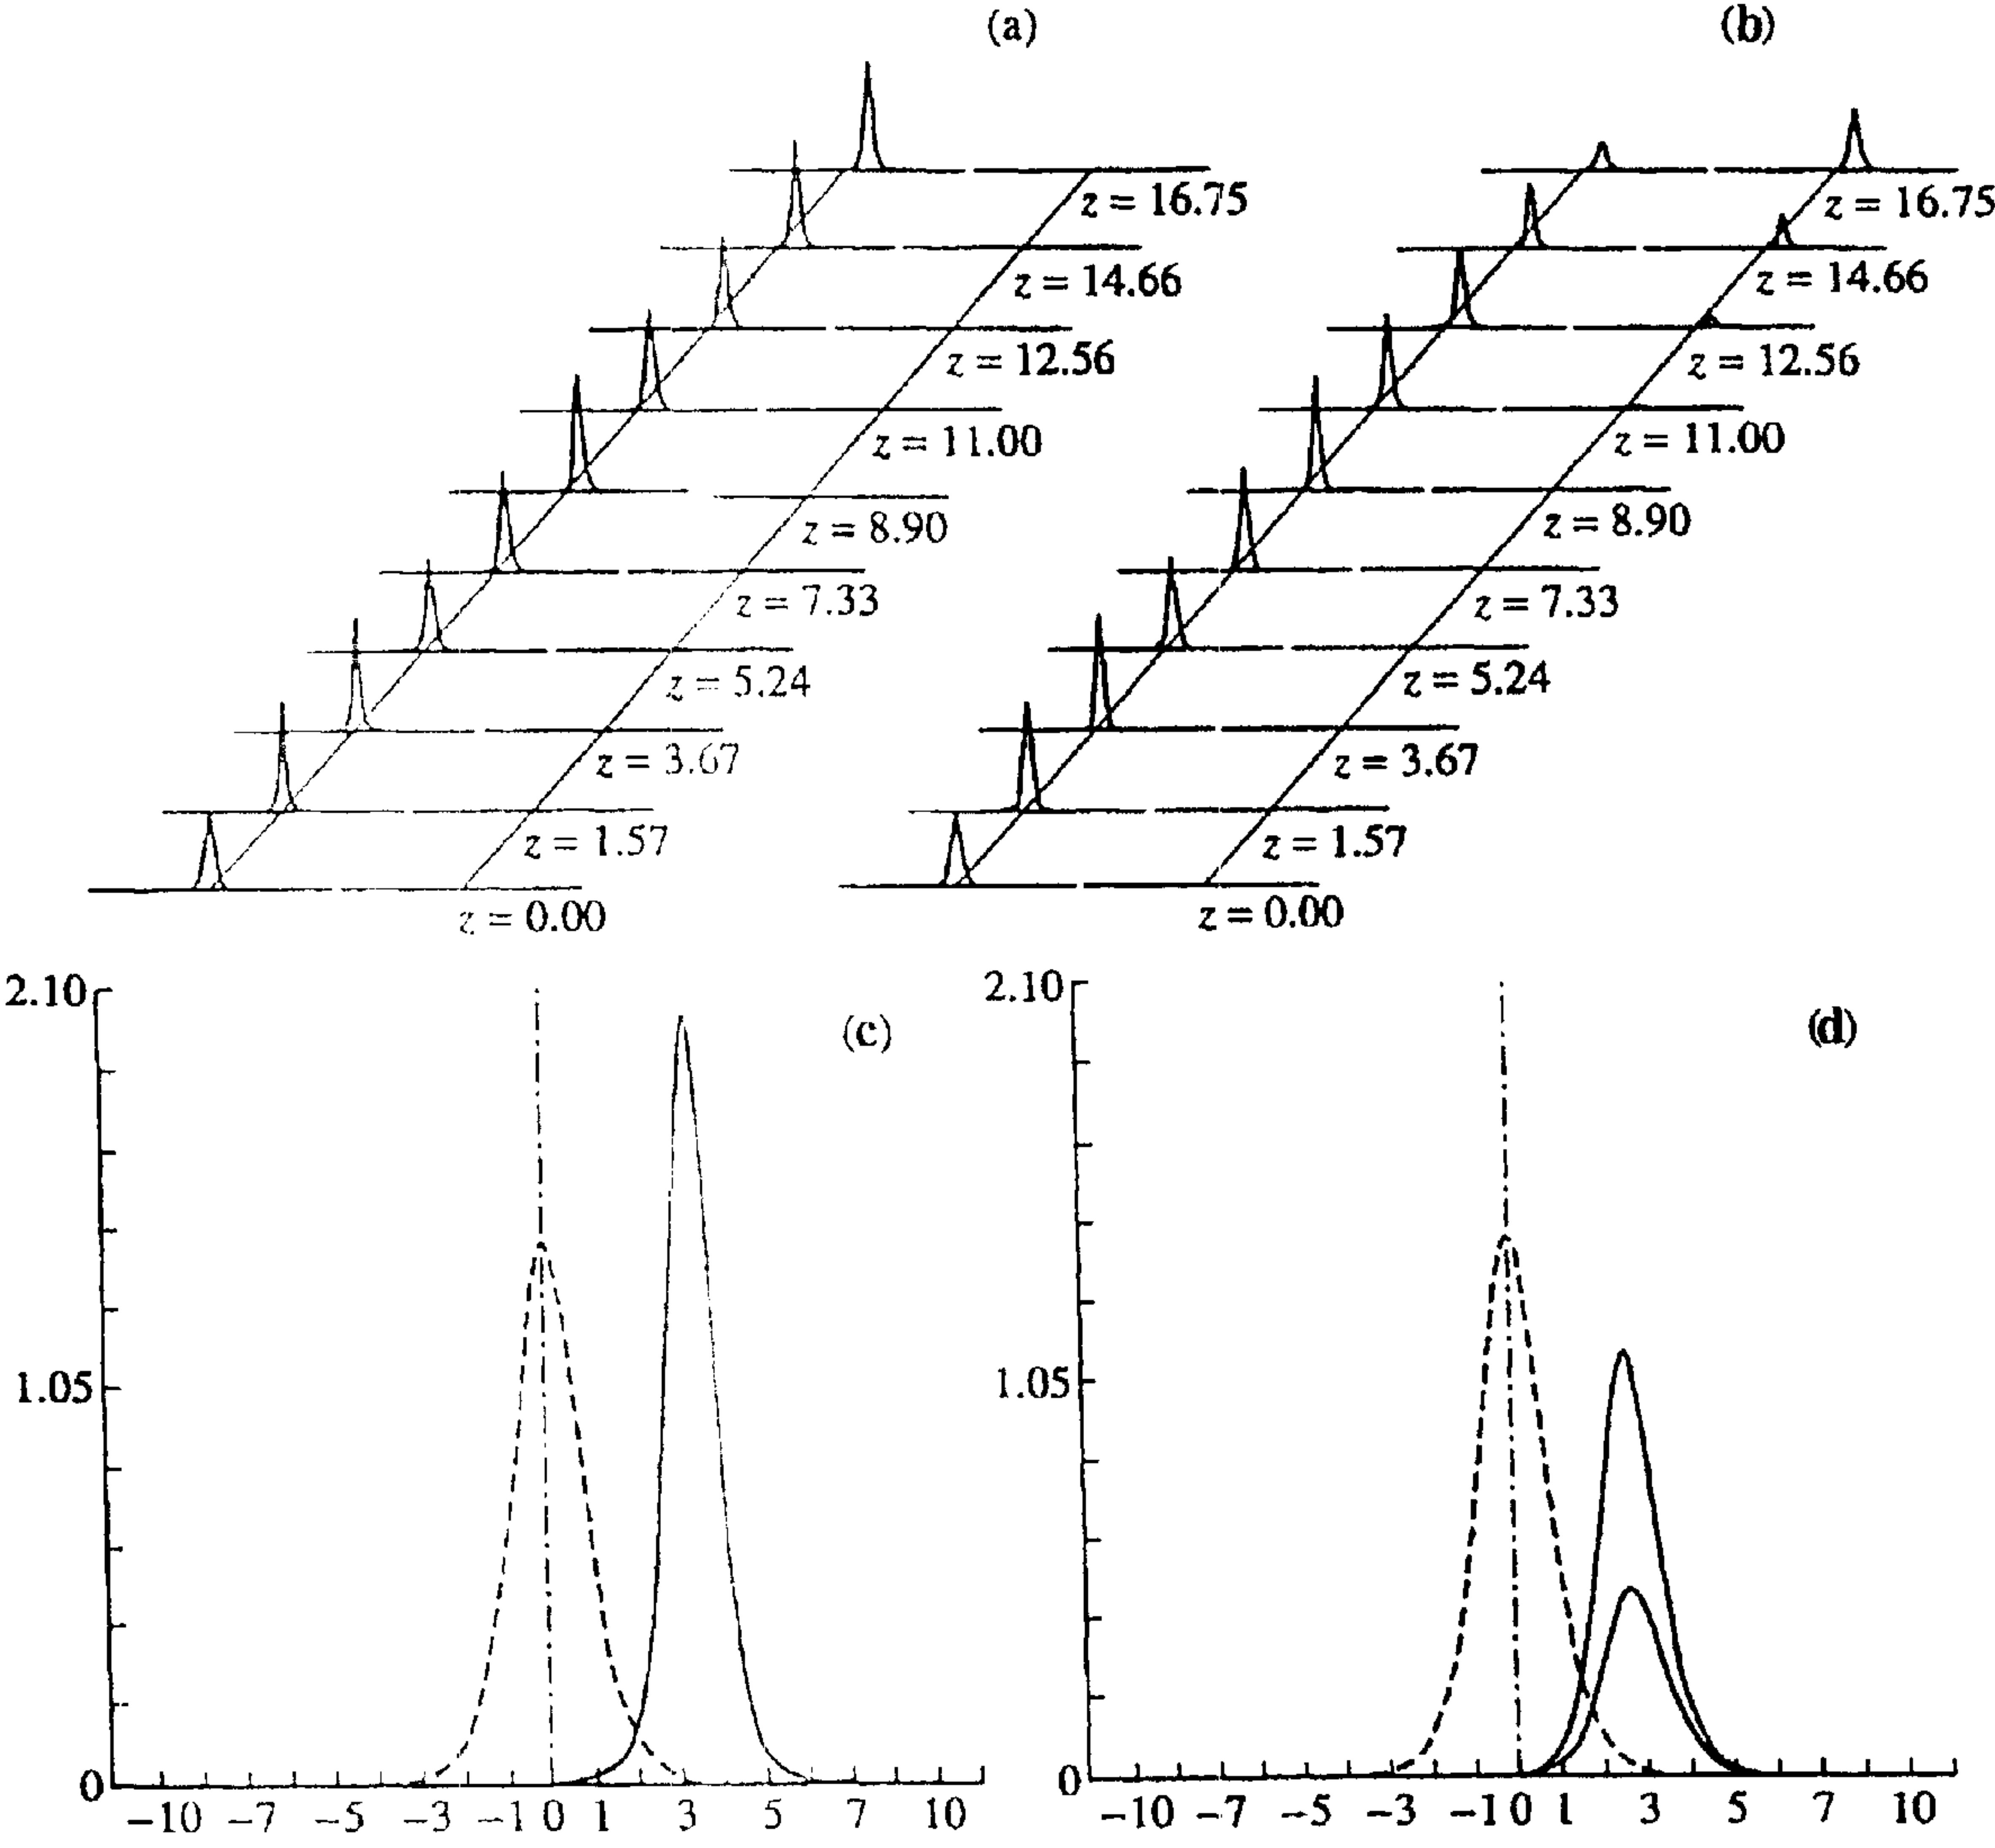 (a) (b)
z = 16.75 z = 16.75
z = 14.66 z = 14.66
z = 12.56 z = 12.56
z = 11.00 z = 11.00
z = 8.90 z = 8.90
z = 7.33 z = 7.33
z = 5.24 z = 5.24
z = 3.67 z = 3.67
z = 1.57 z = 1.57
z = 0.00 z = 0.00
2.10 (c) 2.10 (d)
1.05 1.05
0 0
−10 −7 −5 −3 −1 0 1 3 5 7 10 −10 −7 −5 −3 −1 0 1 3 5 7 10